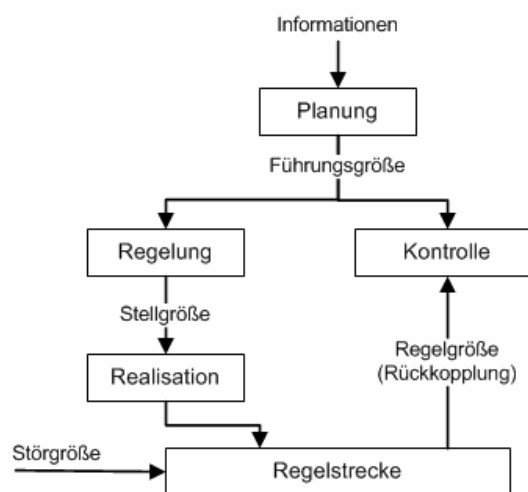 Informationen
Planung
Führungsgröße
Regelung
Kontrolle
Stellgröße
Regelgröße
(Rückkopplung)
Realisation
Störgröße
Regelstrecke